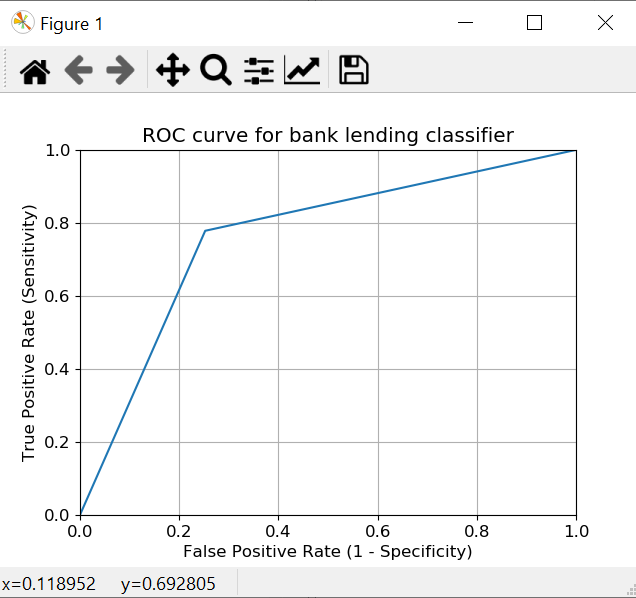 Figure 1
ROC curve for bank lending classifier
1.0
0.8
0.6
0.4
0.2
0.0
True Positive Rate (Sensitivity)
0.0 0.2 0.4 0.6 0.8 1.0
False Positive Rate (1 - Specificity)
x=0.118952 y=0.692805